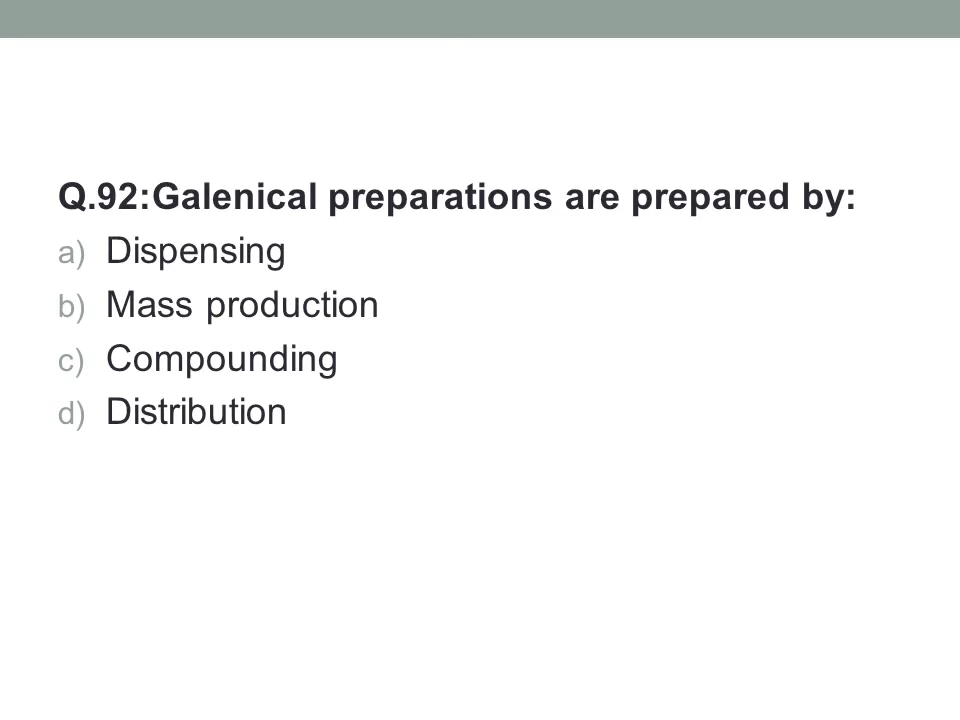 Q.92:Galenical preparations are prepared by:
a) Dispensing
b) Mass production
c) Compounding
d) Distribution